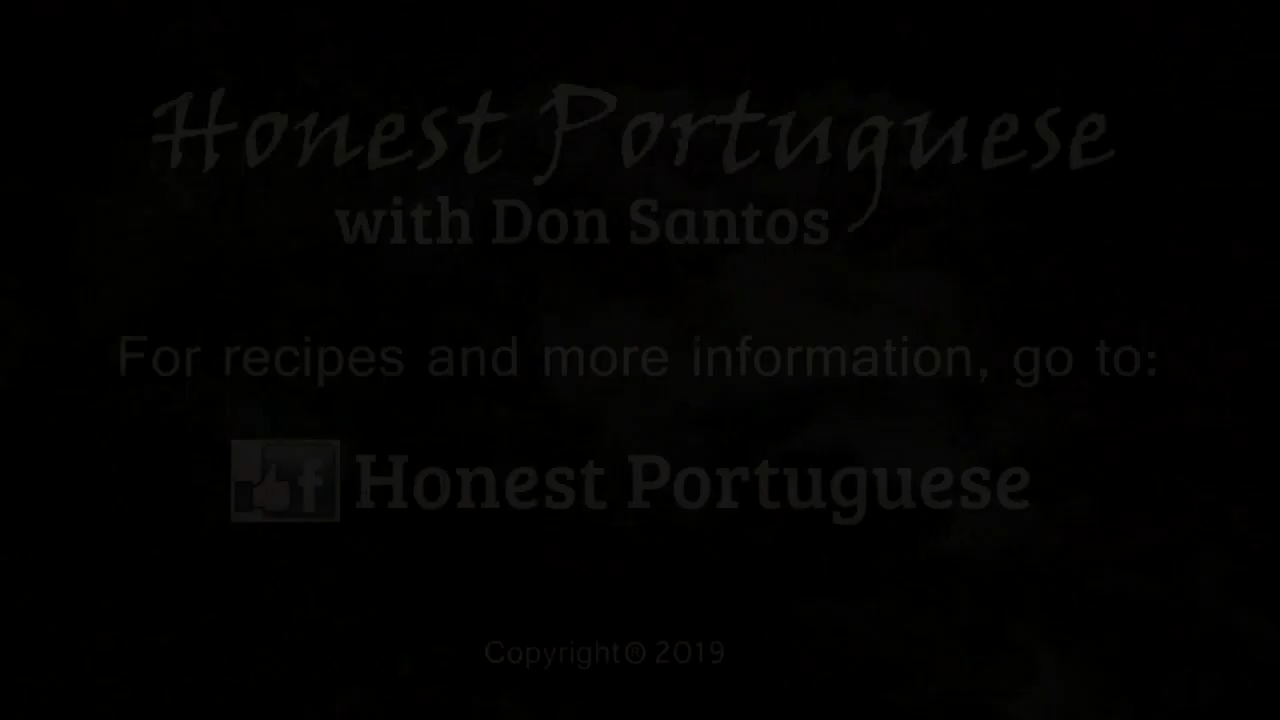 Honest Portuguese
with Don Santos
For recipes and more information, go to:
f Honest Portuguese
Copyright® 2019